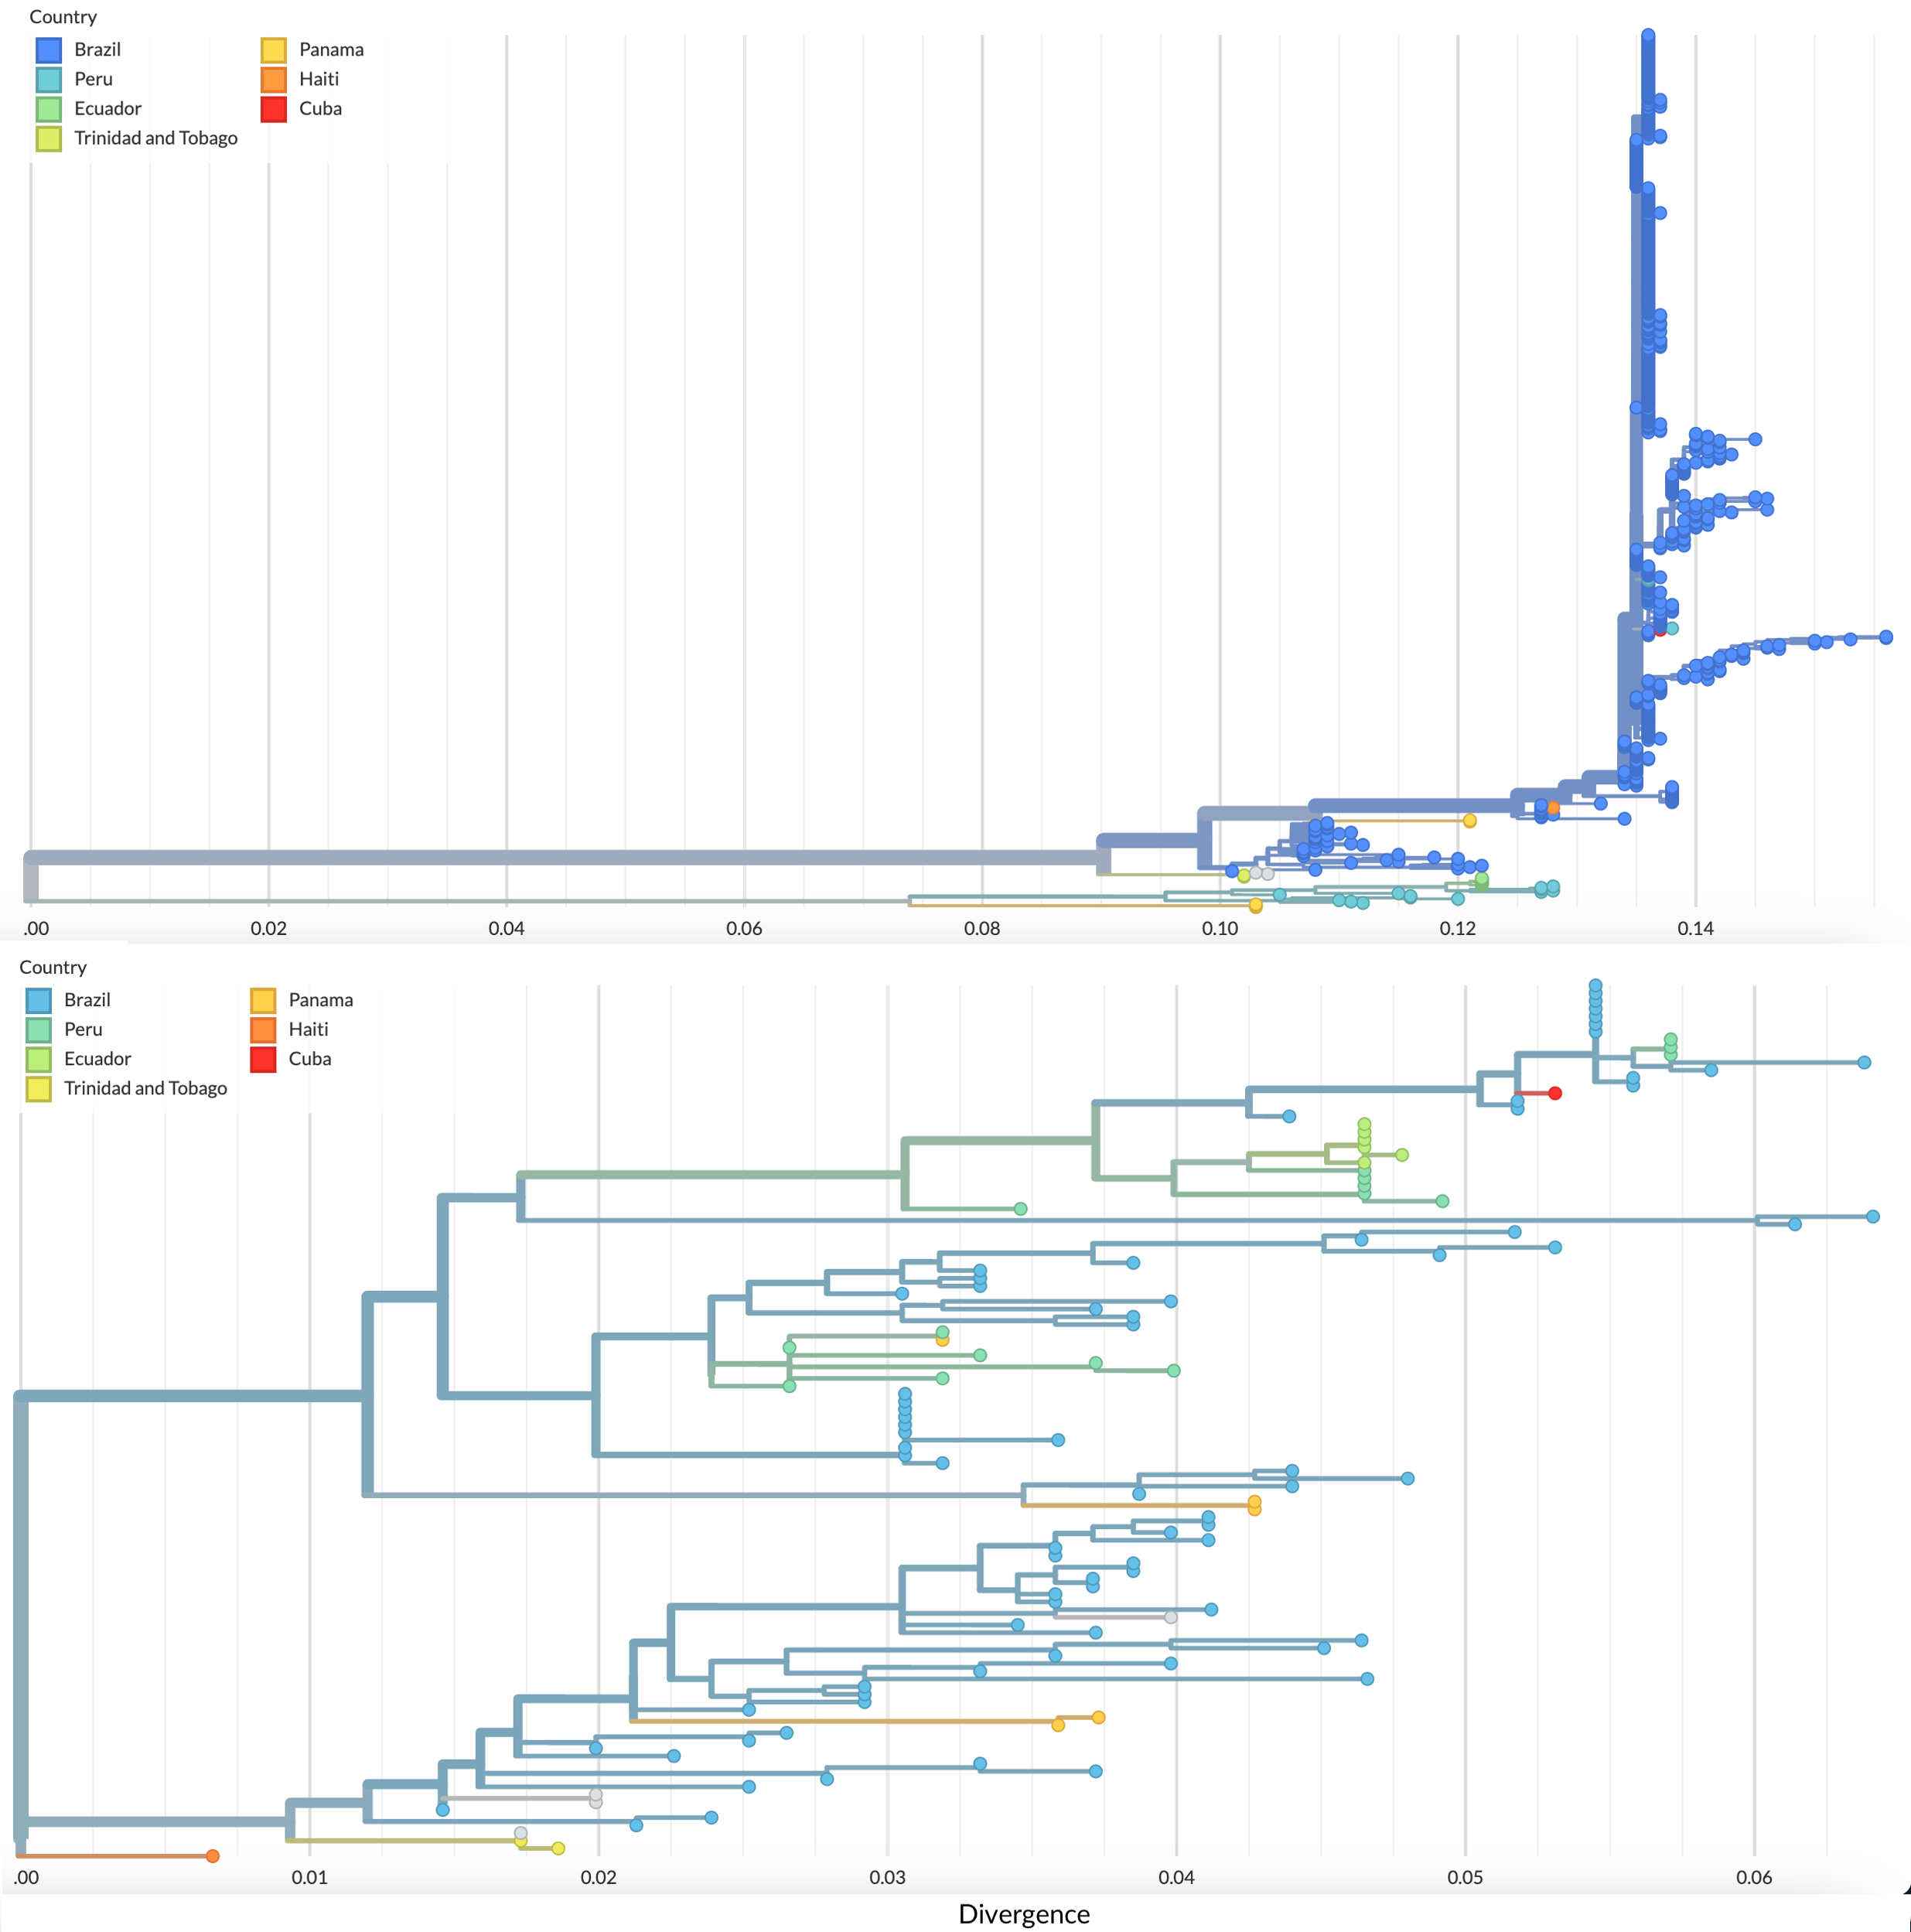 Country
Brazil Panama
Peru Haiti
Ecuador Cuba
Trinidad and Tobago
.00 0.02 0.04 0.06 0.08 0.10 0.12 0.14
Country
Brazil Panama
Peru Haiti
Ecuador Cuba
Trinidad and Tobago
.00 0.01 0.02 0.03 0.04 0.05 0.06
Divergence